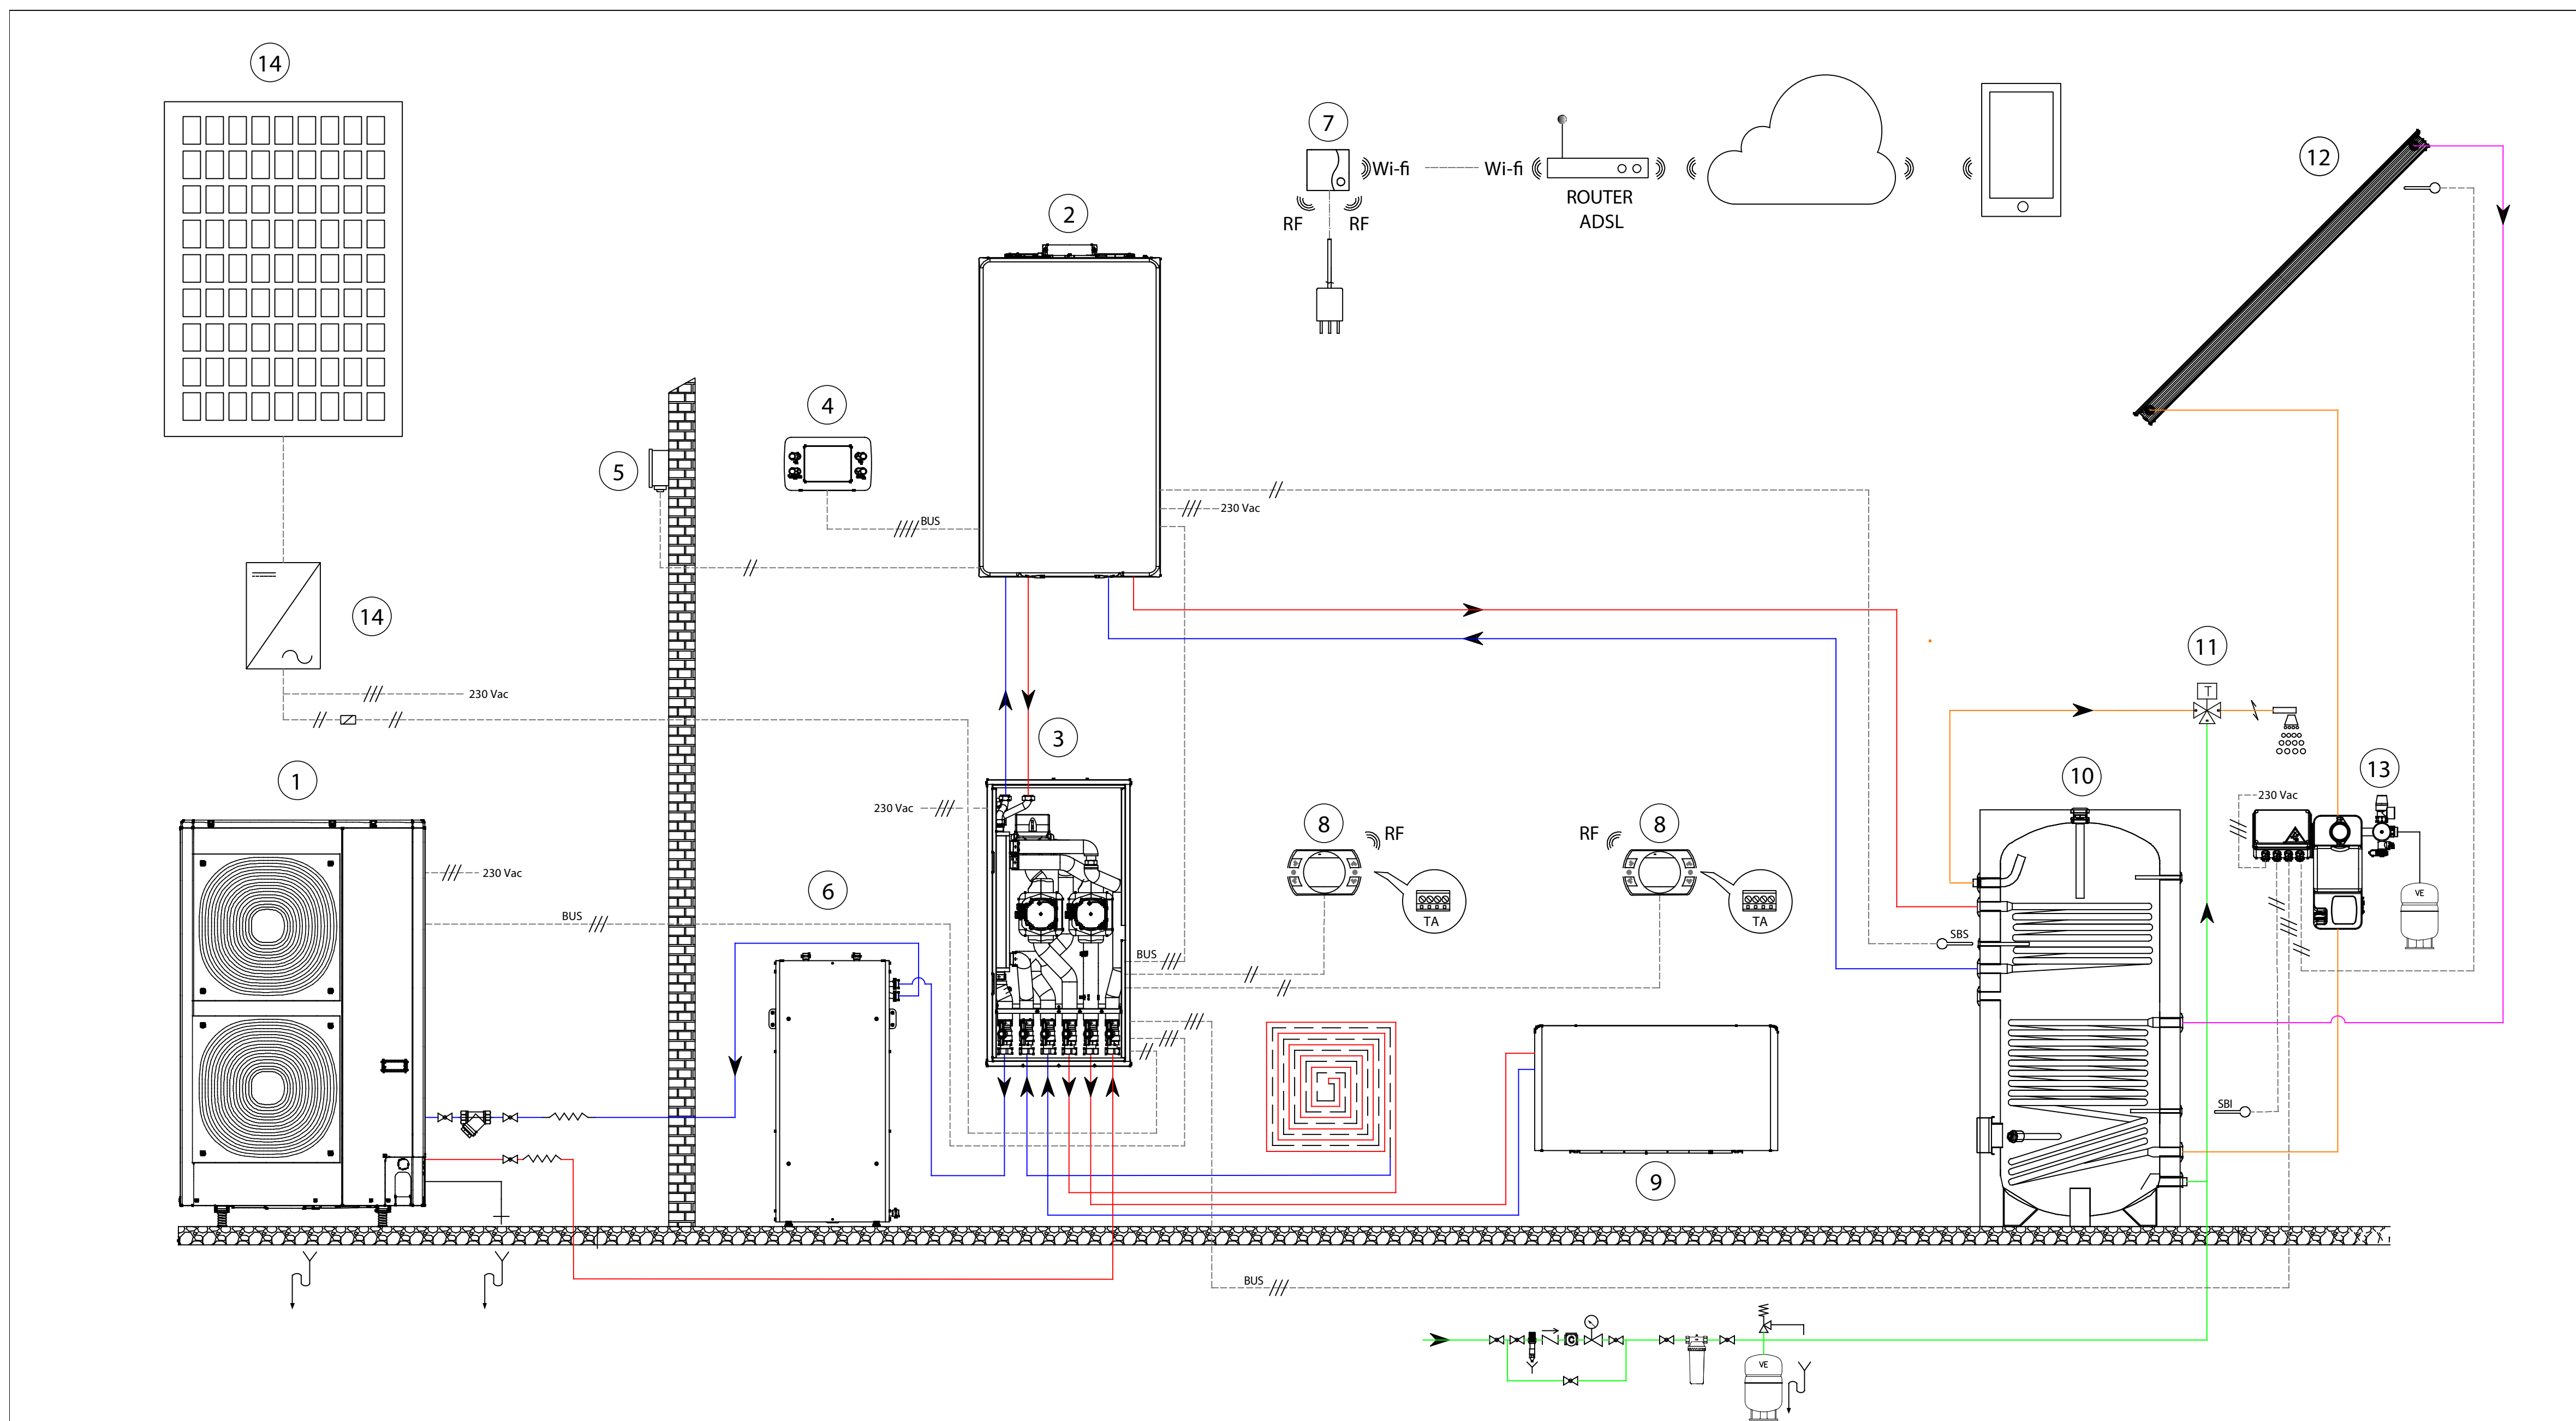 14
7
Wi-fi
Wi-fi
ROUTER
ADSL
RF
RF
12
2
4
5
BUS
230 Vac
14
230 Vac
11
T
3
1
230 Vac
8
RF
RF
8
10
13
230 Vac
230 Vac
6
TA
TA
VE
BUS
SBS
BUS
SBI
9
BUS
C
VE